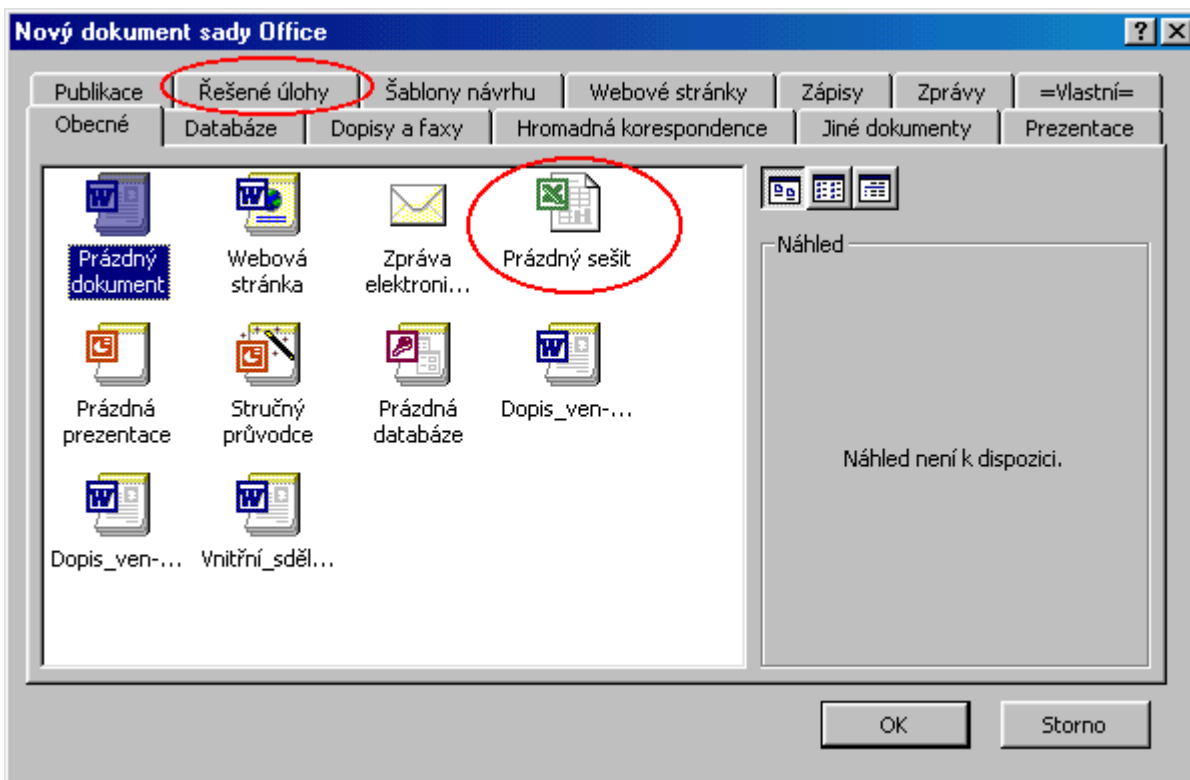 Nový dokument sady Office
Publikace Řešené úlohy Šablony návrhu Webové stránky Zápisy Zprávy =Vlastní=
Obecné Databáze Dopisy a faxy Hromadná korespondence Jiné dokumenty Prezentace
Prázdný dokument
Webová stránka
Zpráva elektroni...
Prázdný sešit
Prázdná prezentace
Stručný průvodce
Prázdná databáze
Dopis_ven-...
Dopis_ven-...
Vnitřní_sděl...
Náhled
Náhled není k dispozici.
OK
Storno